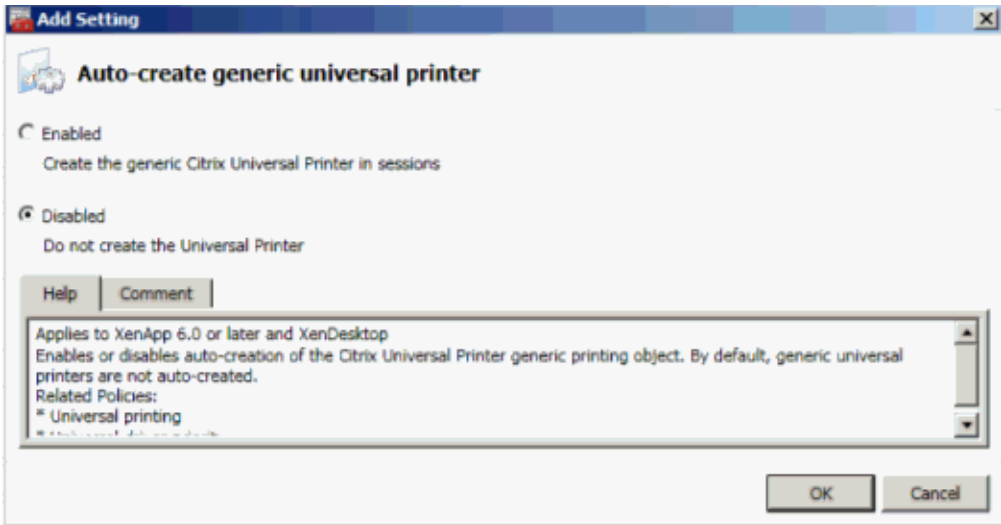 Add Setting
Auto-create generic universal printer
Enabled
Create the generic Citrix Universal Printer in sessions
Disabled
Do not create the Universal Printer
Help Comment
Applies to XenApp 6.0 or later and XenDesktop
Enables or disables auto-creation of the Citrix Universal Printer generic printing object. By default, generic universal
printers are not auto-created.
Related Policies:
* Universal printing
OK Cancel